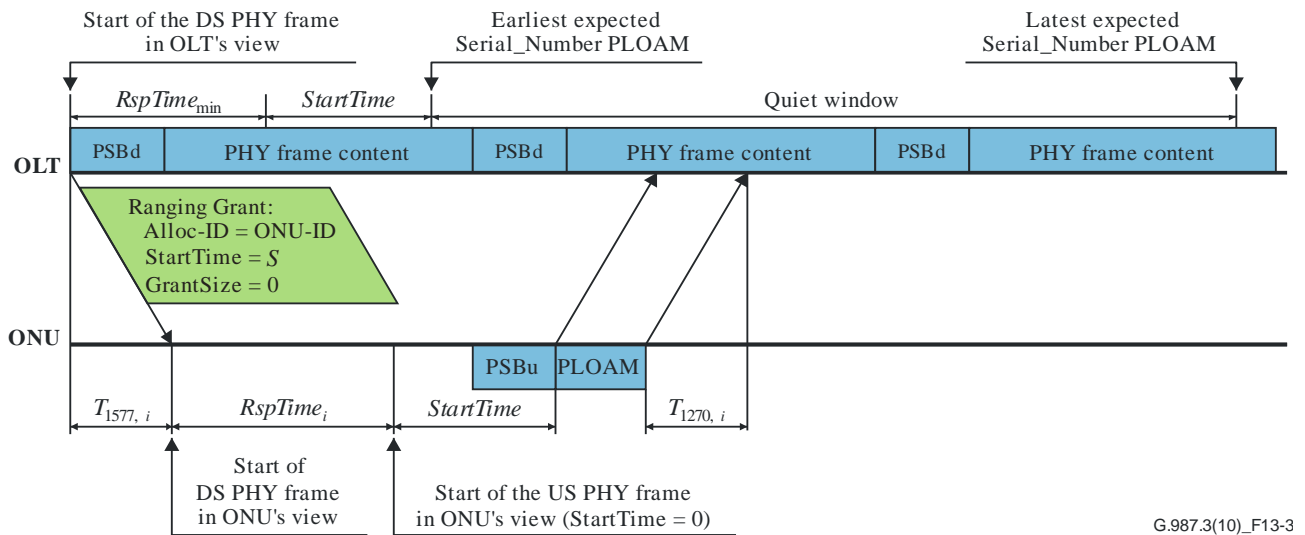 Start of the DS PHY frame
in OLT's view
Earliest expected
Serial_Number PLOAM
Latest expected
Serial_Number PLOAM
RspTimemin
StartTime
Quiet window
OLT
PSBd
PHY frame content
PSBd
PHY frame content
PSBd
PHY frame content
Ranging Grant:
Alloc-ID = ONU-ID
StartTime = S
GrantSize = 0
ONU
PSBu
PLOAM
T1577, i
RspTimei
StartTime
T1270, i
Start of
DS PHY frame
in ONU's view
Start of the US PHY frame
in ONU's view (StartTime = 0)
G.987.3(10)_F13-3